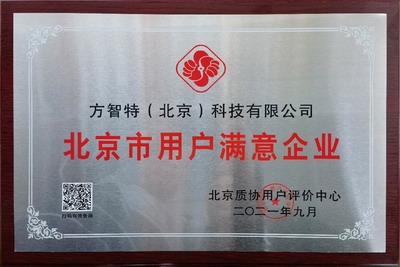 方智特（北京）科技有限公司
北京市用户满意企业
北京质协用户评价中心
二〇二一年九月